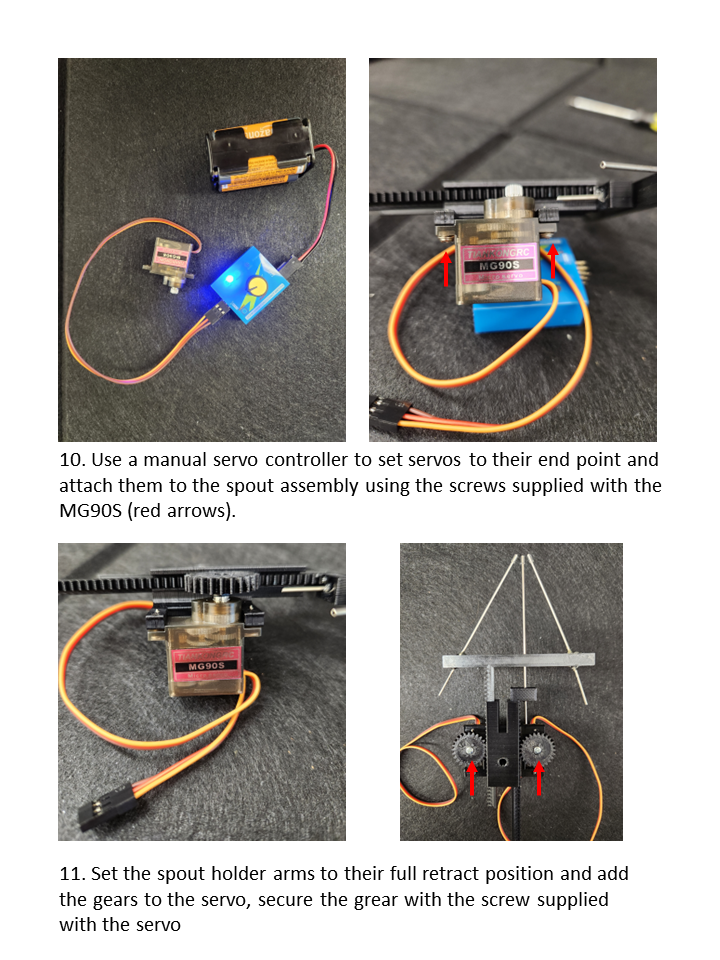 MG90S
10. Use a manual servo controller to set servos to their end point and
attach them to the spout assembly using the screws supplied with the
MG90S (red arrows).
MG90S
11. Set the spout holder arms to their full retract position and add
the gears to the servo, secure the grear with the screw supplied
with the servo